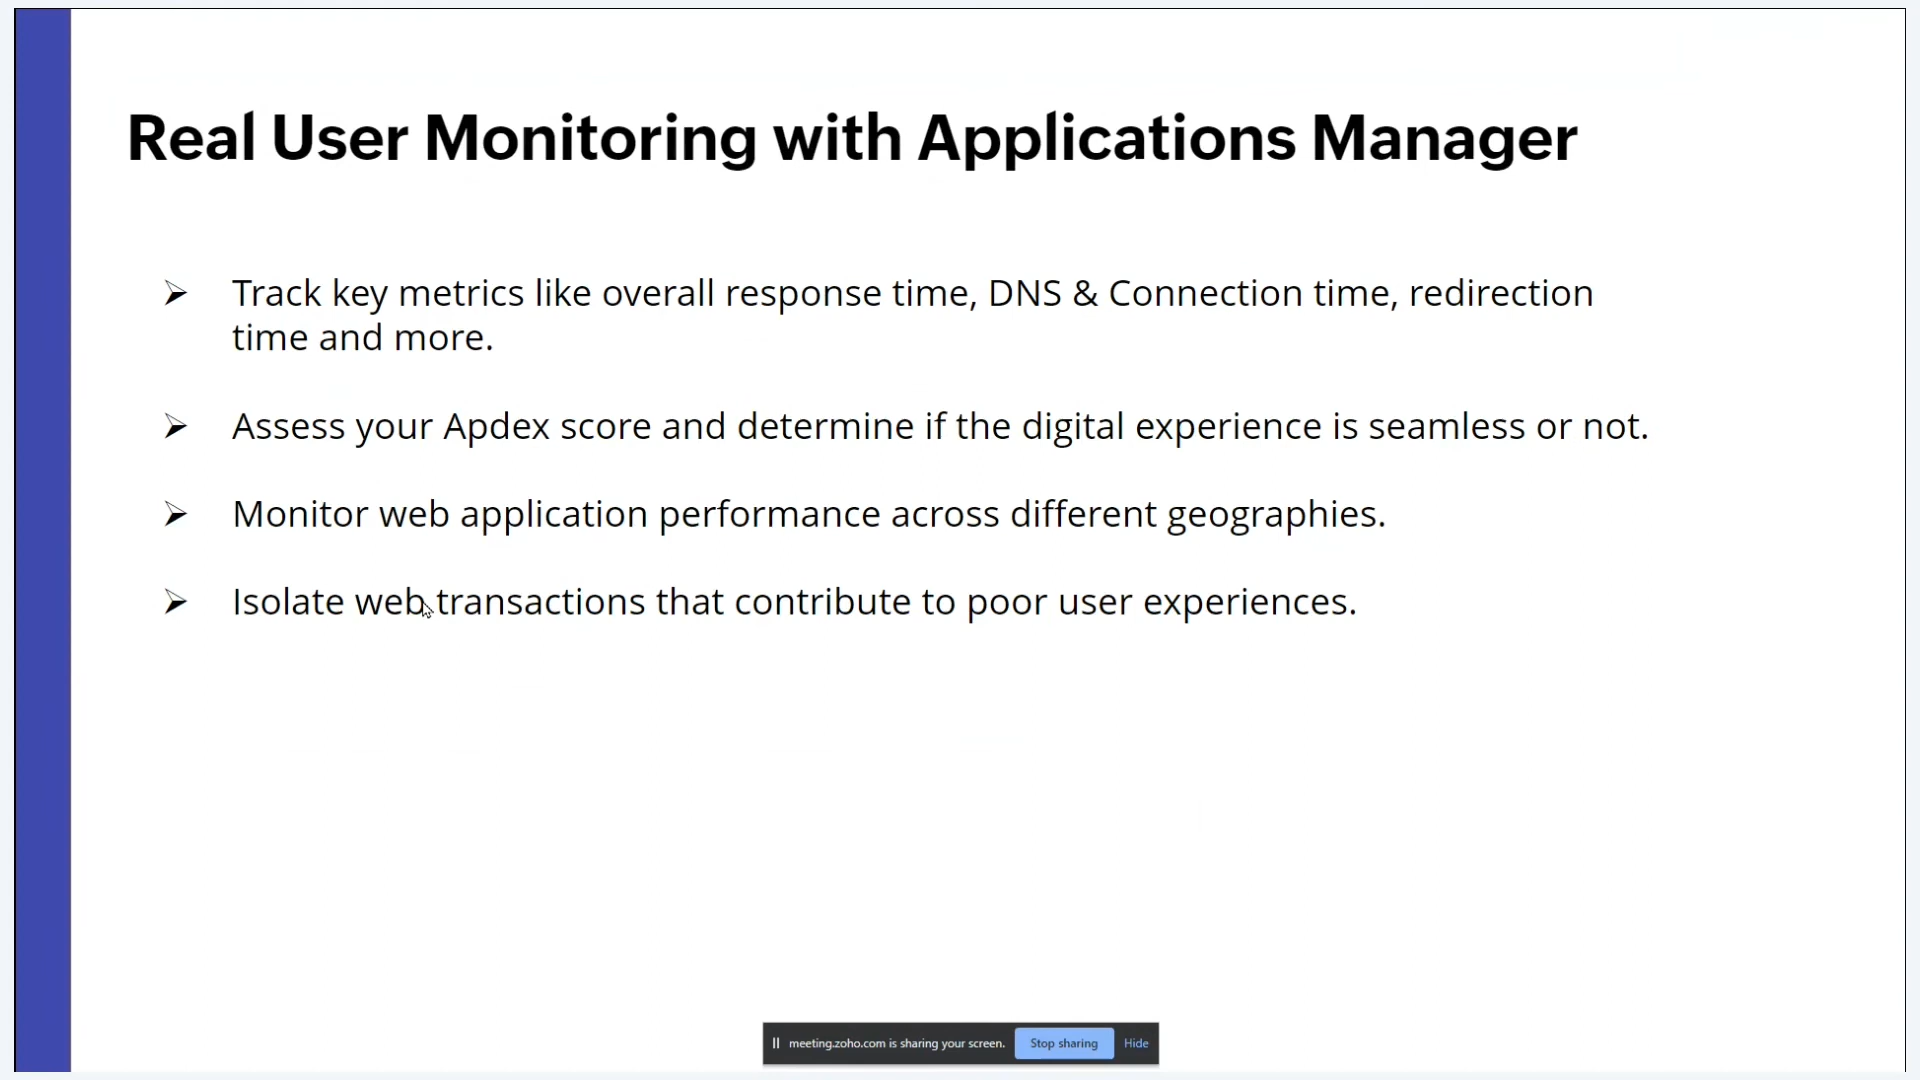 Real User Monitoring with Applications Manager
➢ Track key metrics like overall response time, DNS & Connection time, redirection
time and more.
➢ Assess your Apdex score and determine if the digital experience is seamless or not.
➢ Monitor web application performance across different geographies.
➢ Isolate web transactions that contribute to poor user experiences.
meeting.zoho.com is sharing your screen. Stop sharing Hide